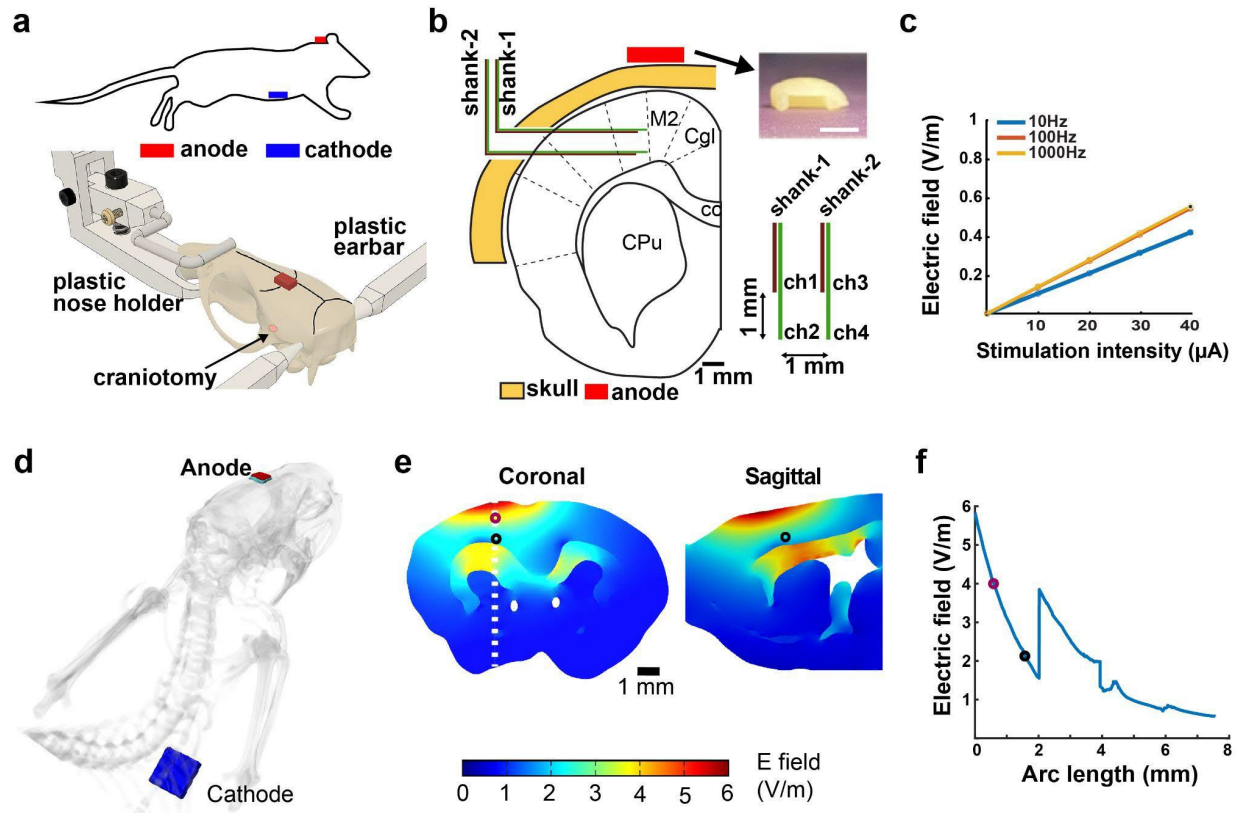 a
anode
cathode
plastic
earbar
plastic
nose holder
craniotomy
b
shank-2
shank-1
M2
Cgl
cc
CPu
1 mm
skull
anode
shank-1
shank-2
ch1
ch3
1 mm
ch2
ch4
1 mm
c
10Hz
100Hz
1000Hz
Electric field (V/m)
1
0.8
0.6
0.4
0.2
10 20 30 40
Stimulation intensity (µA)
d
Anode
Cathode
e
Coronal
Sagittal
1 mm
0 1 2 3 4 5 6
E field
(V/m)
f
Electric field (V/m)
6
5
4
3
2
1
0 2 4 6 8
Arc length (mm)